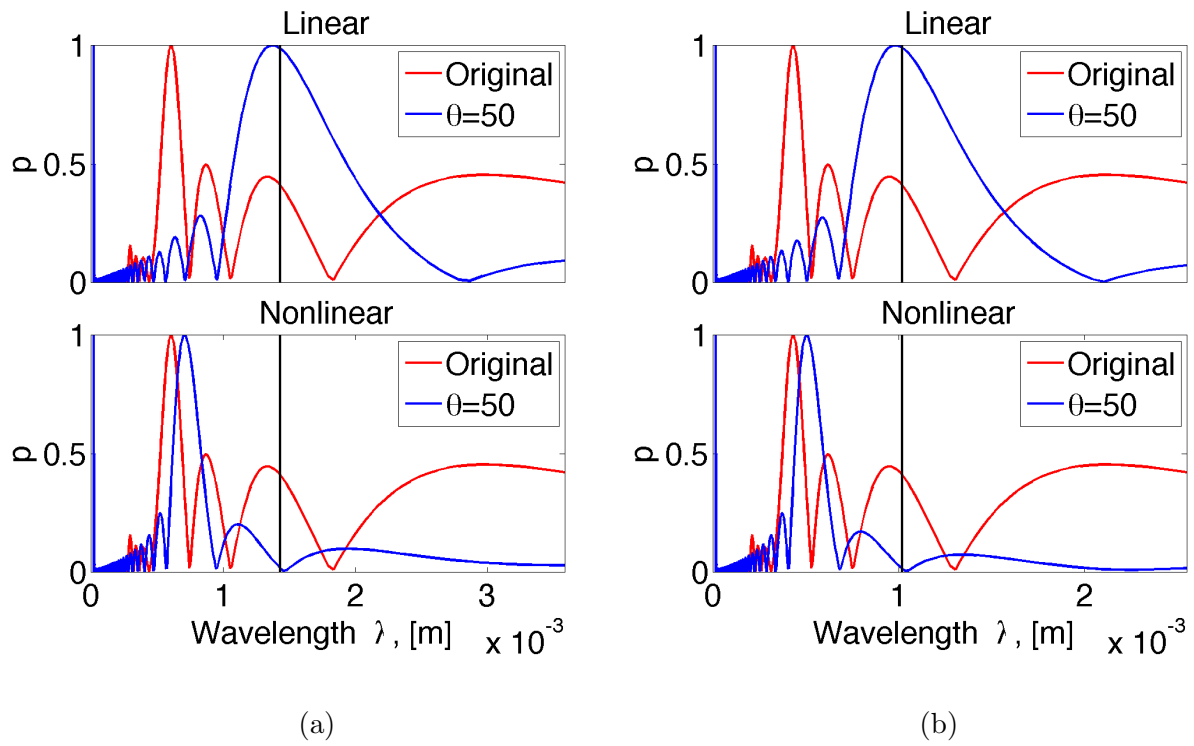 Linear
1
0.5
0
p
Original
θ=50
Nonlinear
1
0.5
0
p
Original
θ=50
0 1 2 3
Wavelength λ, [m] x 10⁻³
(a)
Linear
1
0.5
0
p
Original
θ=50
Nonlinear
1
0.5
0
p
Original
θ=50
0 1 2
Wavelength λ, [m] x 10⁻³
(b)